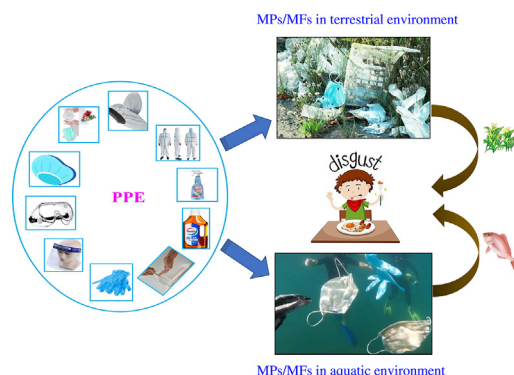 MPs/MFs in terrestrial environment
disgust
PPE
MPs/MFs in aquatic environment